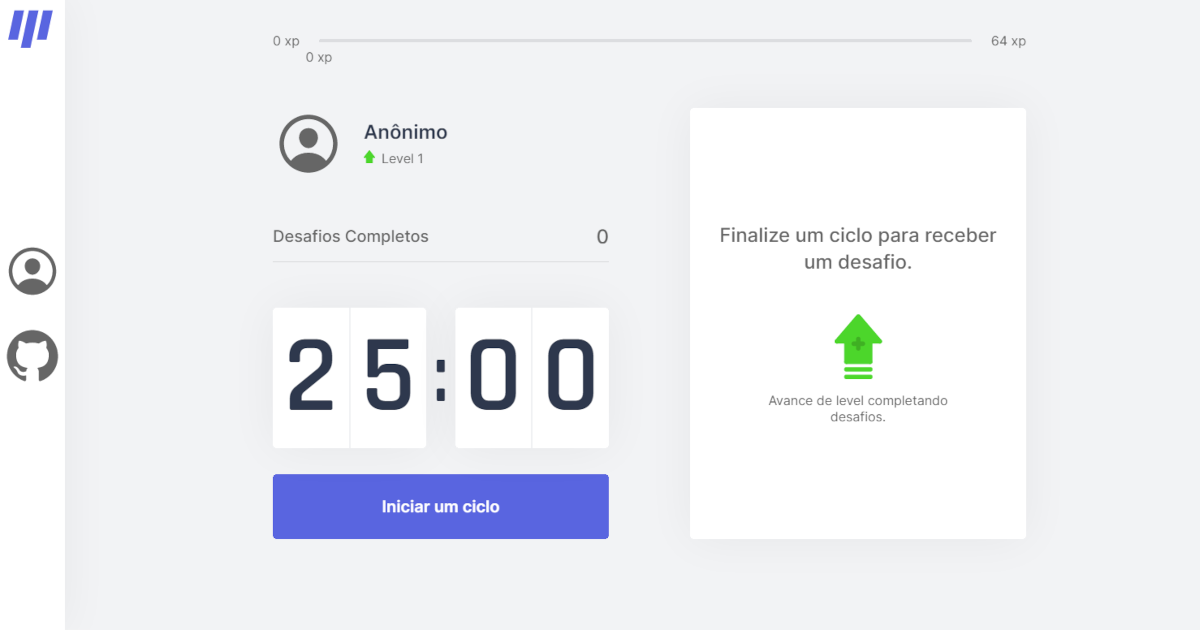 0 xp
64 xp
0 xp
Anônimo
Level 1
Desafios Completos
0
25:00
Iniciar um ciclo
Finalize um ciclo para receber
um desafio.
Avance de level completando
desafios.